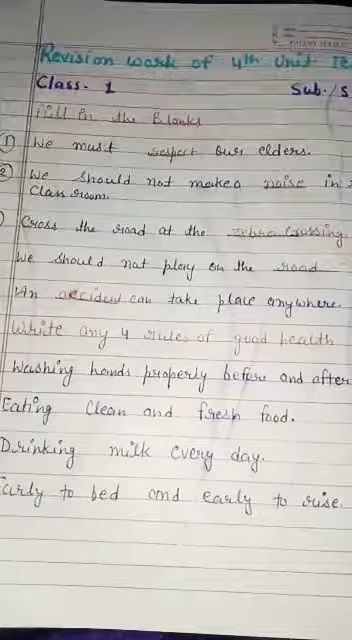 Revision work of 4th Unit Te
Class. 1 Sub./S
Fill in the Blanks
1) We must respect our elders.
2) We should not make a noise in
Class room.
) Cross the road at the zebra Crossing
We should not play on the road
An accident can take place anywhere.
Write any 4 rules of good health
Washing hands properly before and after
Eating Clean and fresh food.
Drinking milk every day.
Early to bed and early to rise.